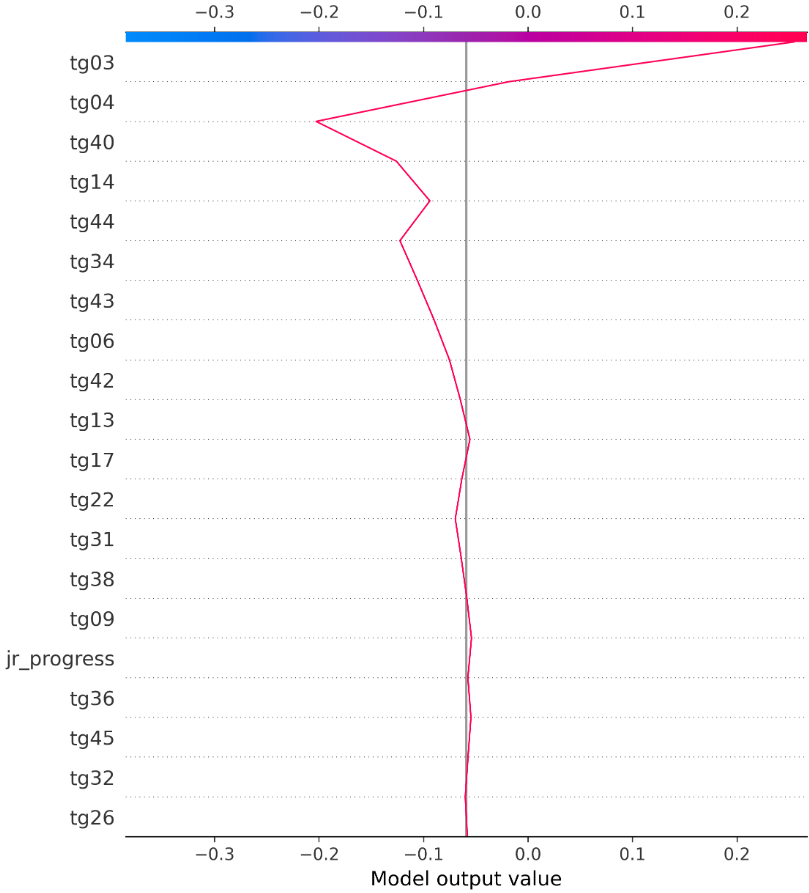 −0.3 −0.2 −0.1 0.0 0.1 0.2
tg03
tg04
tg40
tg14
tg44
tg34
tg43
tg06
tg42
tg13
tg17
tg22
tg31
tg38
tg09
jr_progress
tg36
tg45
tg32
tg26
−0.3 −0.2 −0.1 0.0 0.1 0.2
Model output value